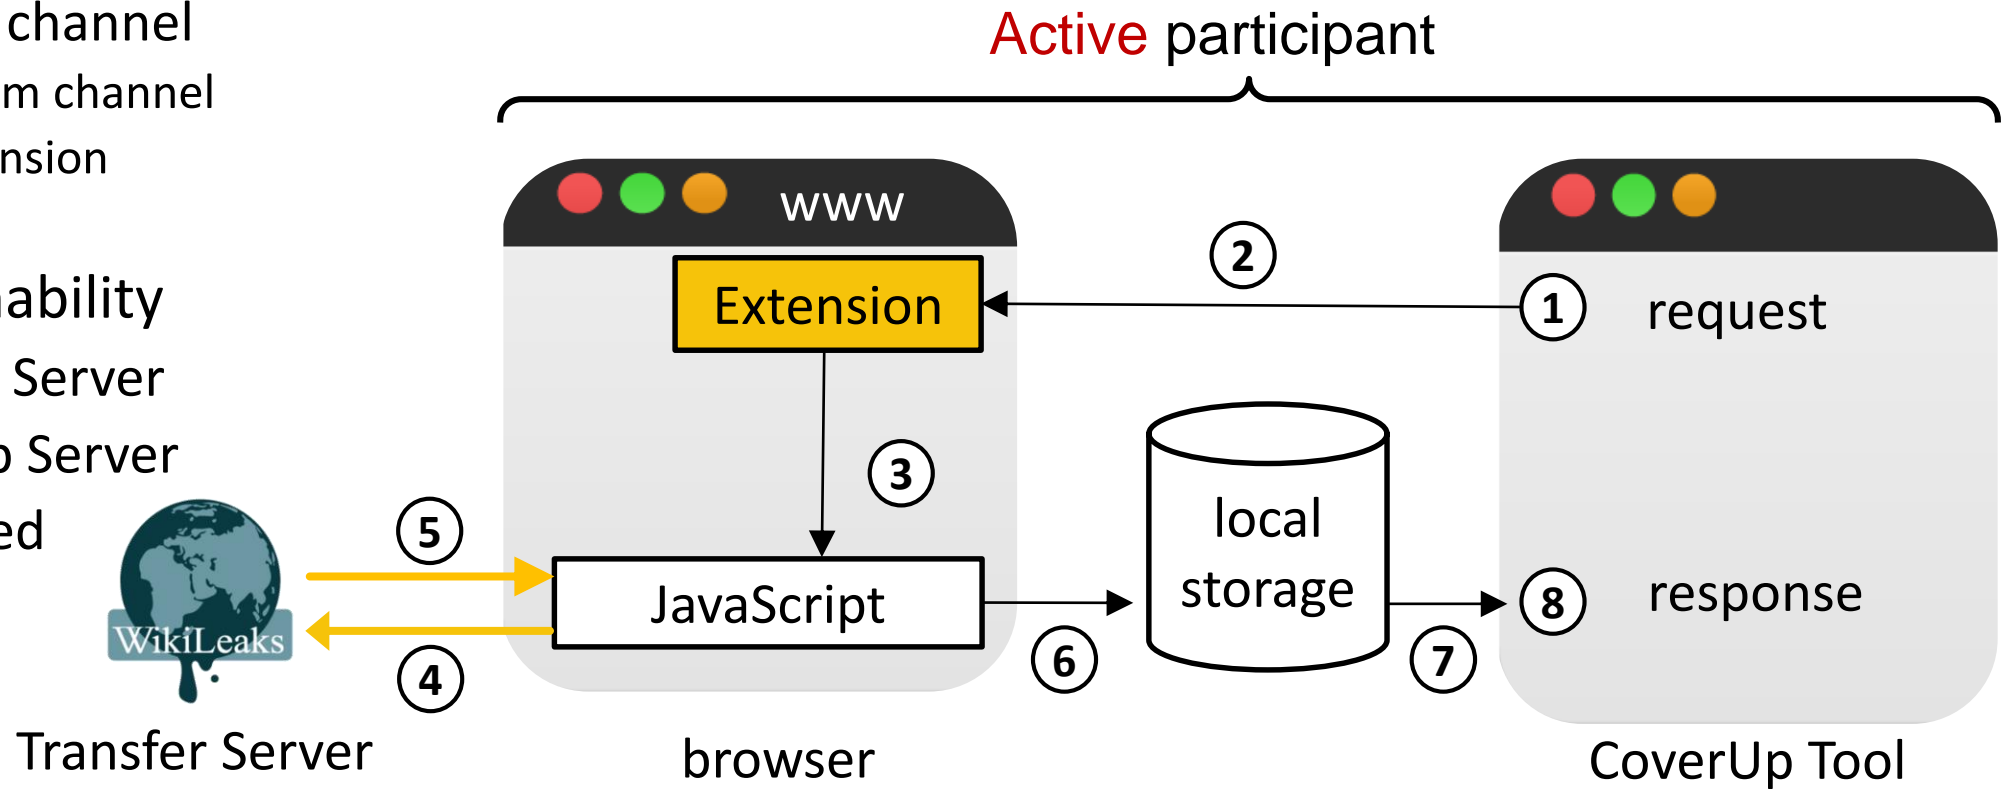 channel
m channel
nsion
ability
Server
Server
ed
Active participant
www
Extension
2
1
request
3
5
JavaScript
local
storage
8
response
WikiLeaks
4
6
7
Transfer Server
browser
CoverUp Tool